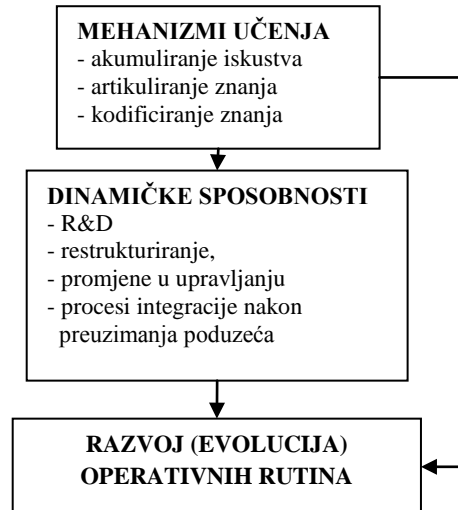 MEHANIZMI UČENJA
- akumuliranje iskustva
- artikuliranje znanja
- kodificiranje znanja
DINAMIČKE SPOSOBNOSTI
- R&D
- restrukturiranje,
- promjene u upravljanju
- procesi integracije nakon
preuzimanja poduzeća
RAZVOJ (EVOLUCIJA)
OPERATIVNIH RUTINA